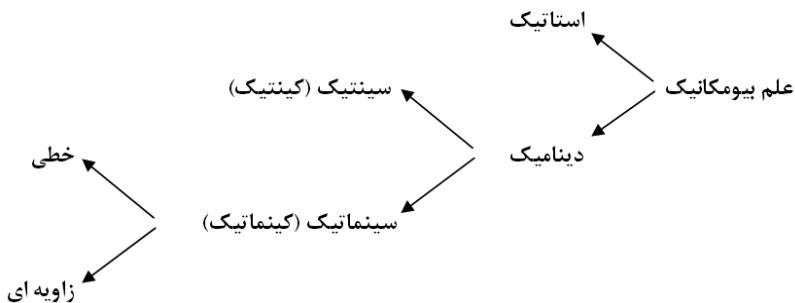 استاتیک
علم بیومکانیک
سینتیک (کینتیک)
دینامیک
خطی
سینماتیک (کینماتیک)
زاویه ای